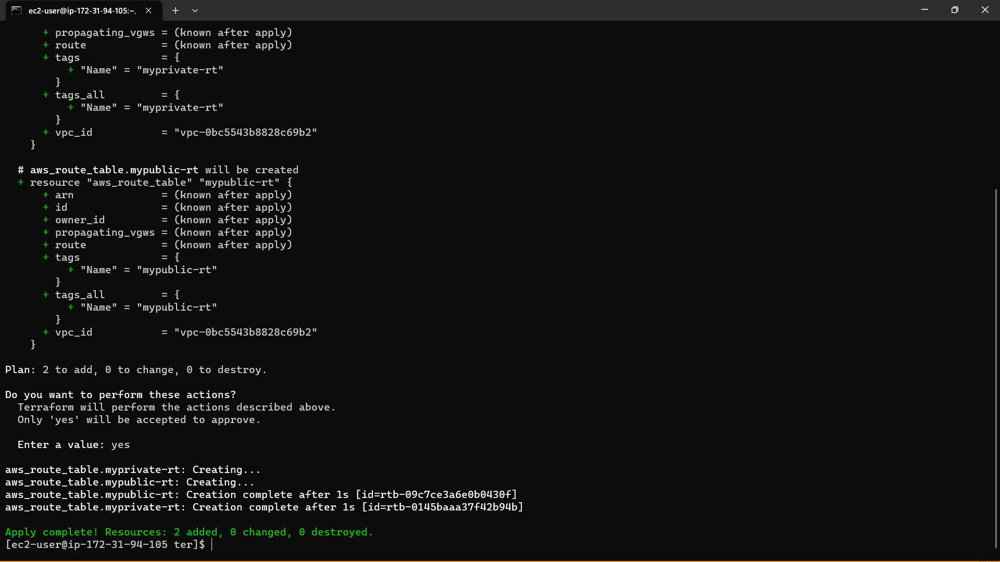 ec2-user@ip-172-31-94-105:~/
      + propagating_vgws = (known after apply)
      + route            = (known after apply)
      + tags             = {
          + "Name" = "myprivate-rt"
        }
      + tags_all         = {
          + "Name" = "myprivate-rt"
        }
      + vpc_id           = "vpc-0bc5543b8828c69b2"
    }

  # aws_route_table.mypublic-rt will be created
  + resource "aws_route_table" "mypublic-rt" {
      + arn              = (known after apply)
      + id               = (known after apply)
      + owner_id         = (known after apply)
      + propagating_vgws = (known after apply)
      + route            = (known after apply)
      + tags             = {
          + "Name" = "mypublic-rt"
        }
      + tags_all         = {
          + "Name" = "mypublic-rt"
        }
      + vpc_id           = "vpc-0bc5543b8828c69b2"
    }

Plan: 2 to add, 0 to change, 0 to destroy.

Do you want to perform these actions?
  Terraform will perform the actions described above.
  Only 'yes' will be accepted to approve.

  Enter a value: yes

aws_route_table.myprivate-rt: Creating...
aws_route_table.mypublic-rt: Creating...
aws_route_table.mypublic-rt: Creation complete after 1s [id=rtb-09c7ce3a6e0b0430f]
aws_route_table.myprivate-rt: Creation complete after 1s [id=rtb-0145baaa37f42b94b]

Apply complete! Resources: 2 added, 0 changed, 0 destroyed.
[ec2-user@ip-172-31-94-105 ter]$